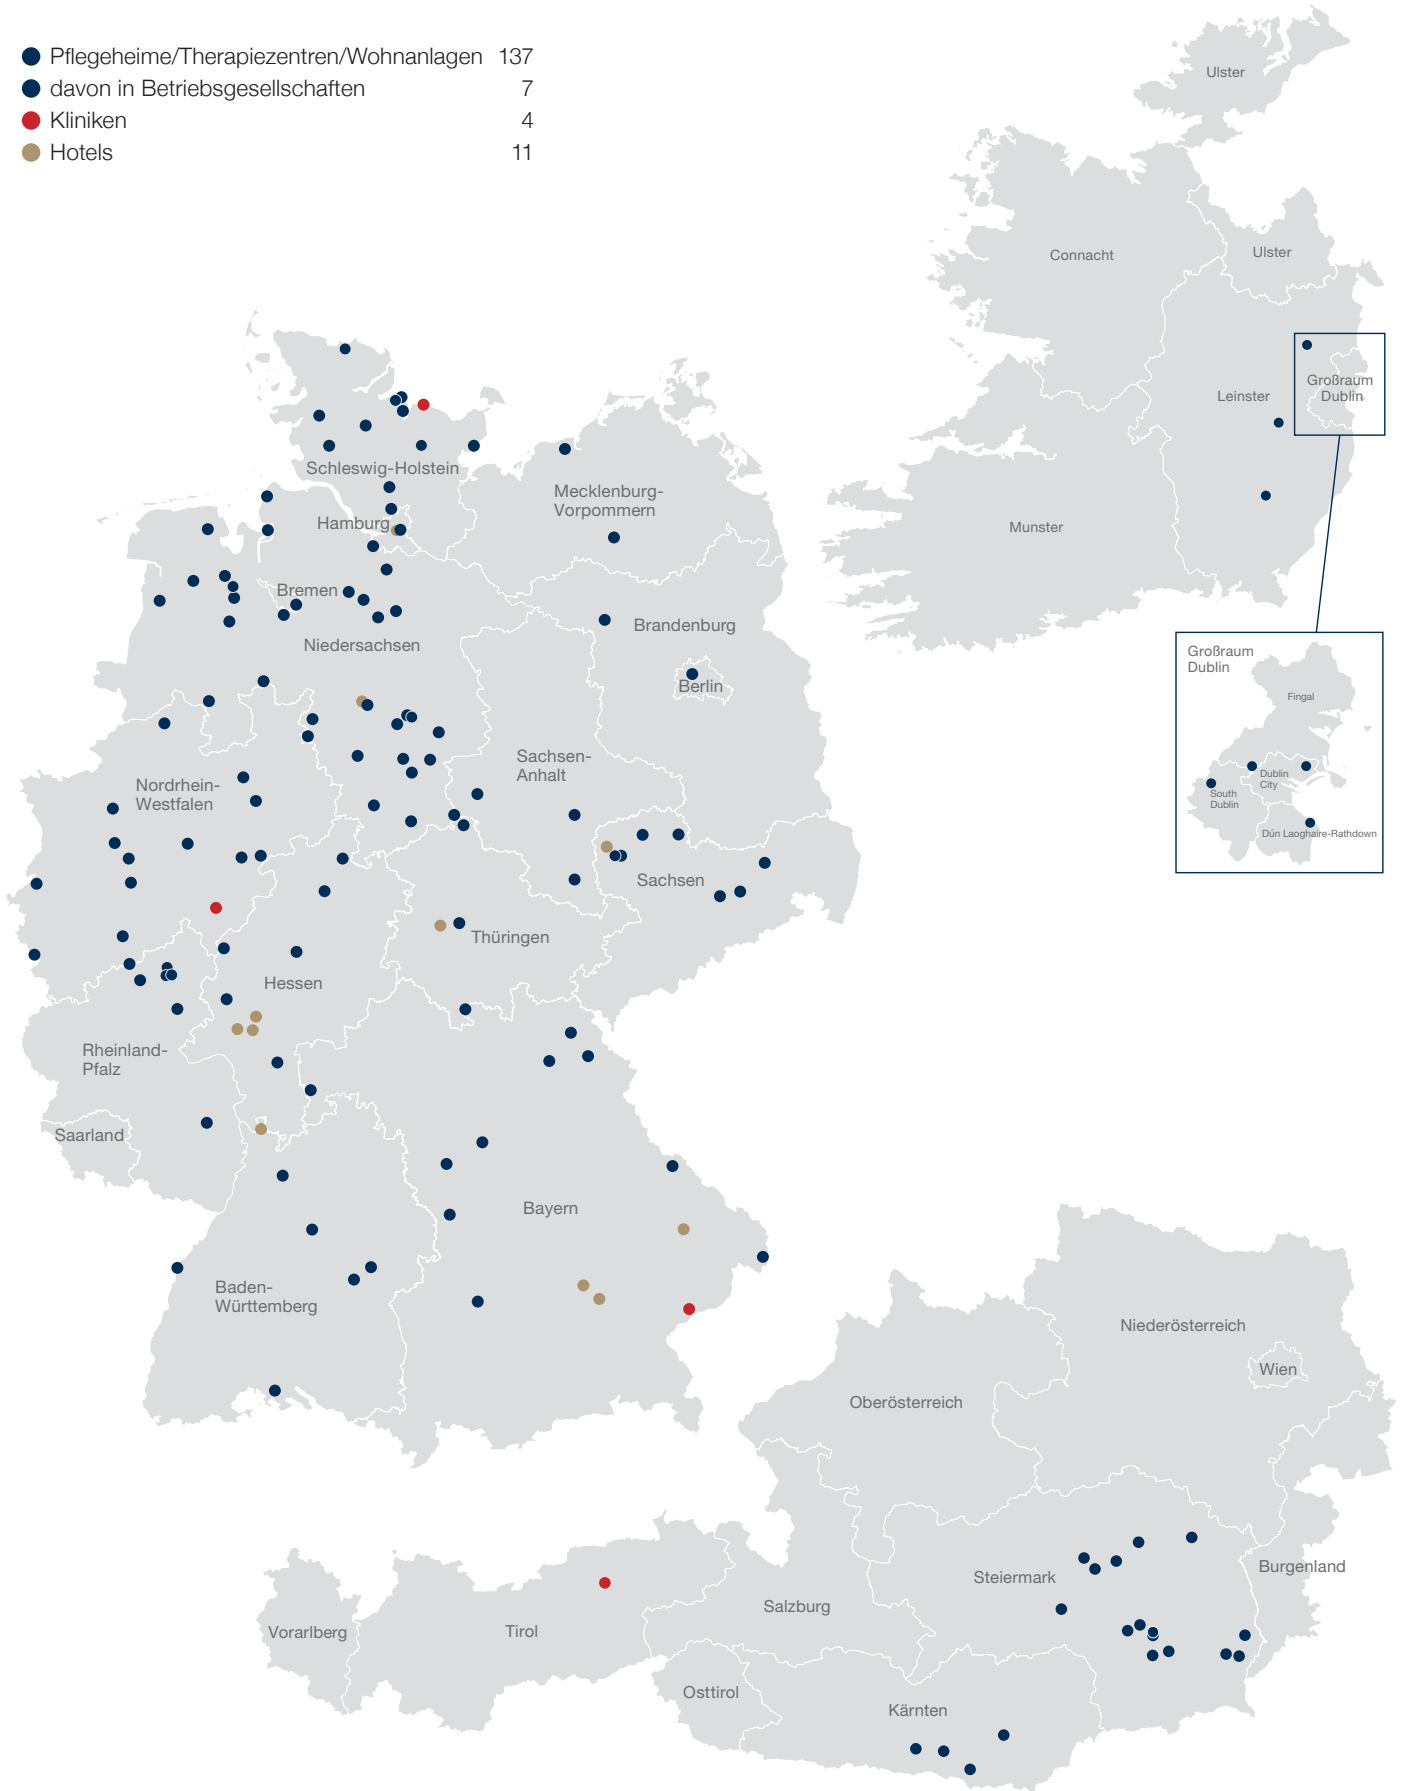 Pflegeheime/Therapiezentren/Wohnanlagen 137
davon in Betriebsgesellschaften 7
Kliniken 4
Hotels 11
Ulster
Connacht
Ulster
Leinster
Großraum
Dublin
Munster
Großraum
Dublin
Fingal
Dublin
City
South
Dublin
Dún Laoghaire-Rathdown
Schleswig-Holstein
Mecklenburg-
Vorpommern
Hamburg
Bremen
Niedersachsen
Brandenburg
Berlin
Sachsen-
Anhalt
Nordrhein-
Westfalen
Sachsen
Thüringen
Hessen
Rheinland-
Pfalz
Saarland
Bayern
Baden-
Württemberg
Niederösterreich
Wien
Oberösterreich
Burgenland
Steiermark
Salzburg
Vorarlberg
Tirol
Osttirol
Kärnten